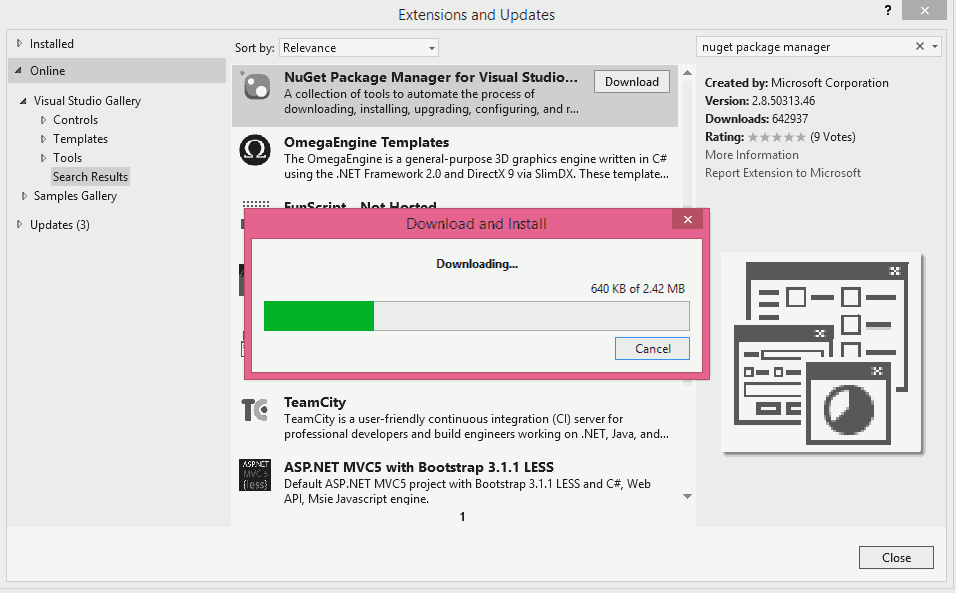 Extensions and Updates
?
Installed
Online
Visual Studio Gallery
Controls
Templates
Tools
Search Results
Samples Gallery
Updates (3)
Sort by: Relevance
NuGet Package Manager for Visual Studio...
Download
A collection of tools to automate the process of
downloading, installing, upgrading, configuring, and r...
OmegaEngine Templates
The OmegaEngine is a general-purpose 3D graphics engine written in C#
using the .NET Framework 2.0 and DirectX 9 via SlimDX. These template...
FunScript - Not Hosted
Download and Install
Downloading...
640 KB of 2.42 MB
Cancel
TC
TeamCity
TeamCity is a user-friendly continuous integration (CI) server for
professional developers and build engineers working on .NET, Java, and...
ASP.NET
MVC 5
{less}
ASP.NET MVC5 with Bootstrap 3.1.1 LESS
Default ASP.NET MVC5 project with Bootstrap 3.1.1 LESS and C#, Web
API, Msie Javascript engine.
1
nuget package manager
Created by: Microsoft Corporation
Version: 2.8.50313.46
Downloads: 642937
Rating: (9 Votes)
More Information
Report Extension to Microsoft
Close